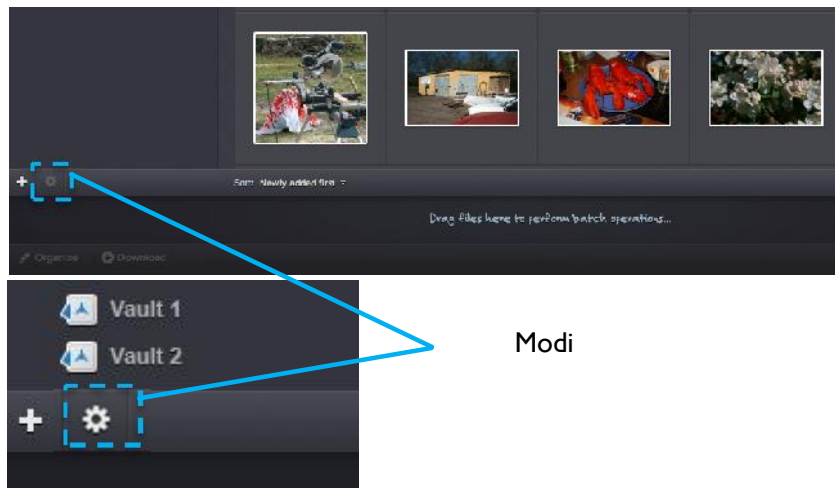 Sort: Newly added first
Drag files here to perform batch operations...
Organize Download
Vault 1
Vault 2
Modi